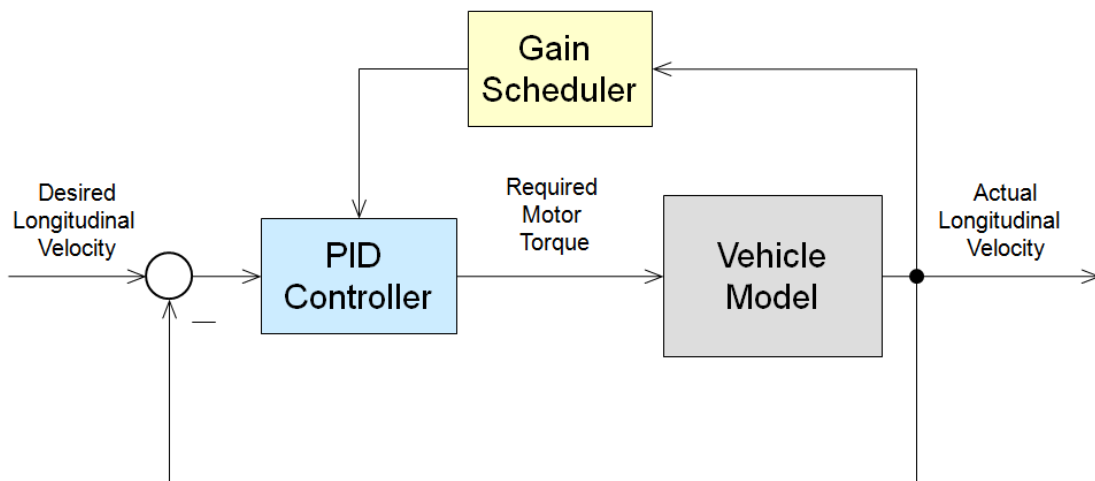 Gain
Scheduler
Desired
Longitudinal
Velocity
PID
Controller
Required
Motor
Torque
Vehicle
Model
Actual
Longitudinal
Velocity
—